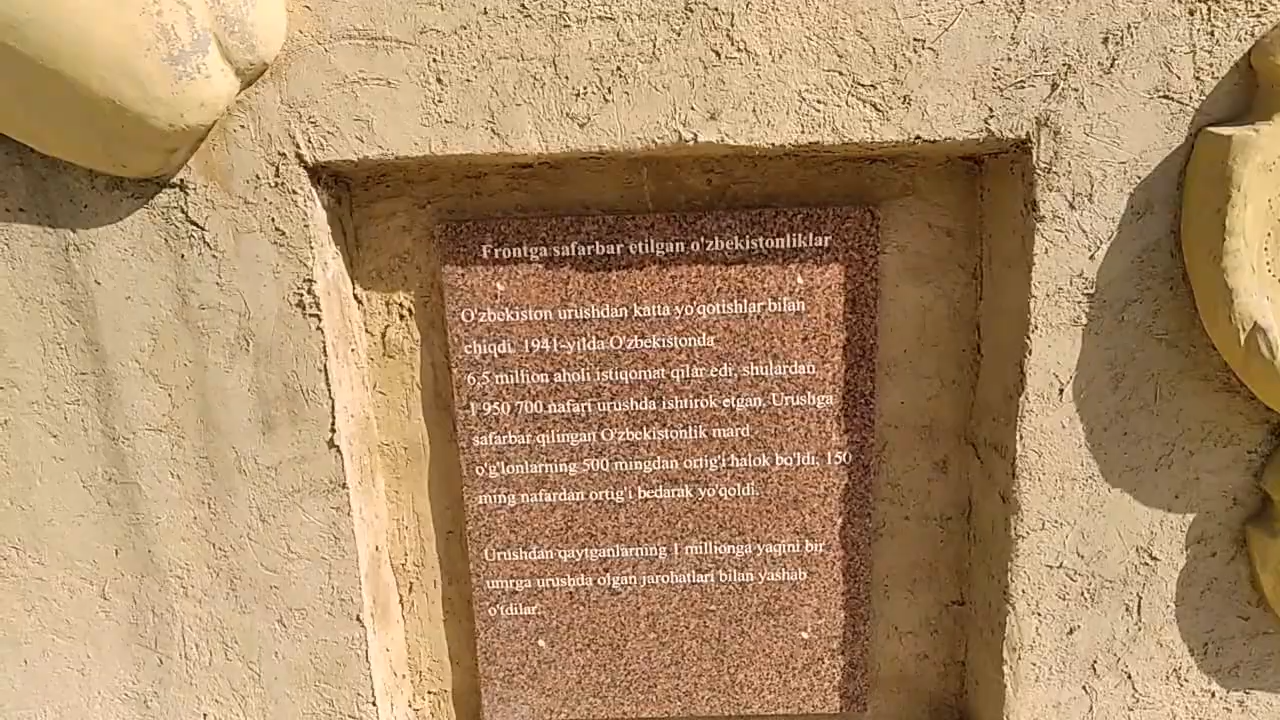 Frontga safarbar etilgan o'zbekistonliklar
O'zbekiston urushdan katta yo'qotishlar bilan
chiqdi. 1941-yilda O'zbekistonda
6,5 million aholi istiqomat qilar edi, shulardan
1 950 700 nafari urushda ishtirok etgan. Urushga
safarbar qilingan O'zbekistonlik mard
o'g'lonlarning 500 mingdan ortig'i halok bo'ldi, 150
ming nafardan ortig'i bedarak yo'qoldi.
Urushdan qaytganlarning 1 millionga yaqini bir
umrga urushda olgan jarohatlari bilan yashab
o'tdilar.